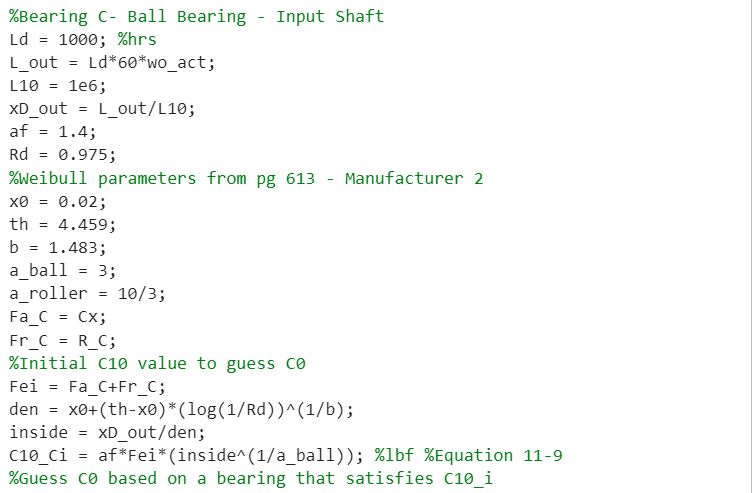 %Bearing C- Ball Bearing - Input Shaft
Ld = 1000; %hrs
L_out = Ld*60*wo_act;
L10 = 1e6;
xD_out = L_out/L10;
af = 1.4;
Rd = 0.975;
%Weibull parameters from pg 613 - Manufacturer 2
x0 = 0.02;
th = 4.459;
b = 1.483;
a_ball = 3;
a_roller = 10/3;
Fa_C = Cx;
Fr_C = R_C;
%Initial C10 value to guess C0
Fei = Fa_C+Fr_C;
den = x0+(th-x0)*(log(1/Rd))^(1/b);
inside = xD_out/den;
C10_Ci = af*Fei*(inside^(1/a_ball)); %lbf %Equation 11-9
%Guess C0 based on a bearing that satisfies C10_i